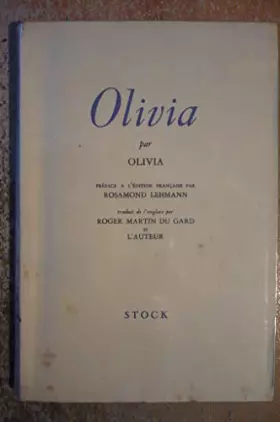 Olivia
par
OLIVIA
PRÉFACE A L'ÉDITION FRANÇAISE PAR
ROSAMOND LEHMANN
traduit de l'anglais par
ROGER MARTIN DU GARD
et
L'AUTEUR
STOCK